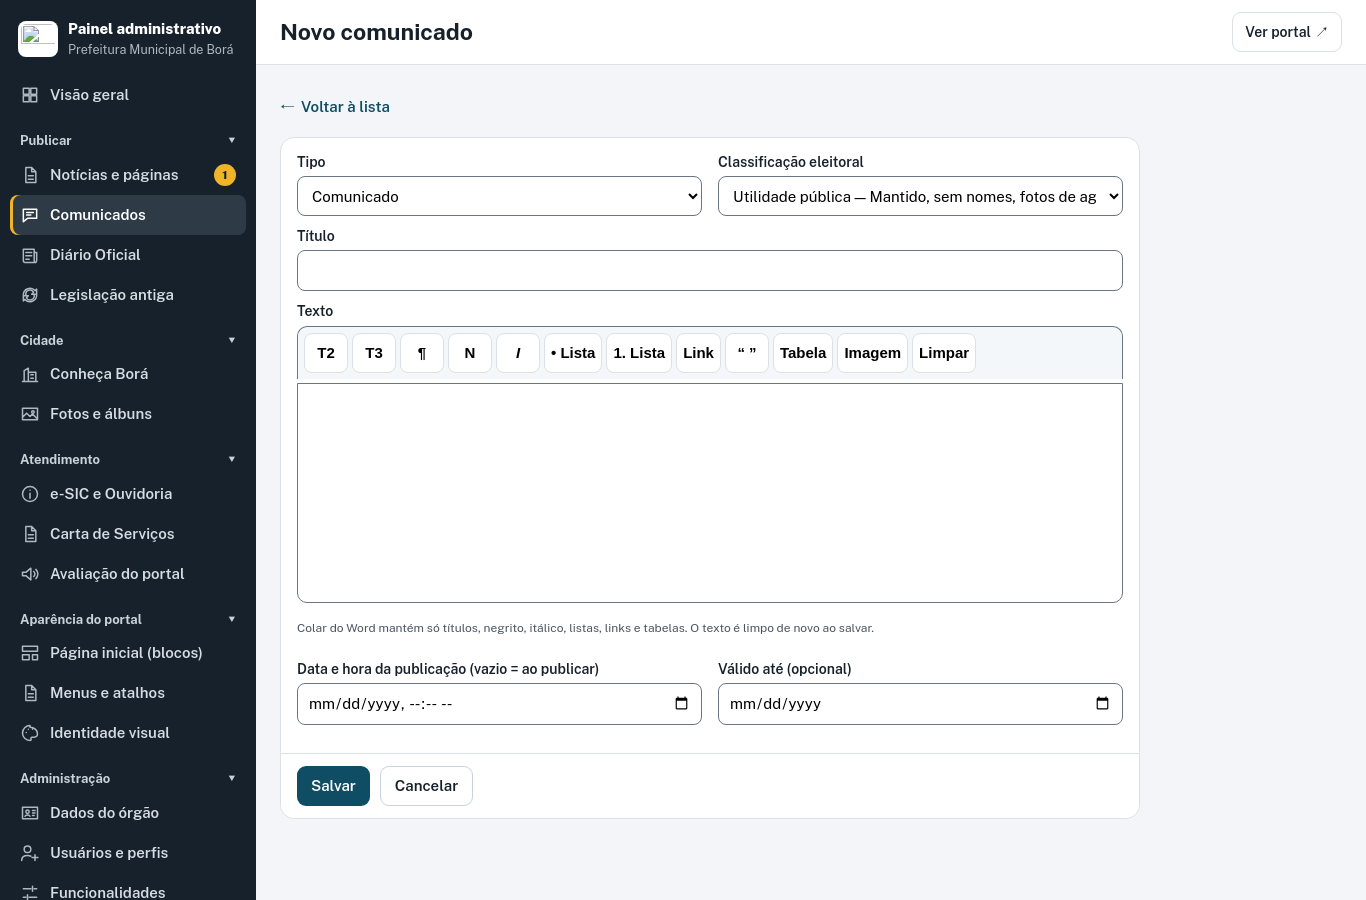 Painel administrativo
Prefeitura Municipal de Borá
Visão geral
Publicar ▼
Notícias e páginas 1
Comunicados
Diário Oficial
Legislação antiga
Cidade ▼
Conheça Borá
Fotos e álbuns
Atendimento ▼
e-SIC e Ouvidoria
Carta de Serviços
Avaliação do portal
Aparência do portal ▼
Página inicial (blocos)
Menus e atalhos
Identidade visual
Administração ▼
Dados do órgão
Usuários e perfis
Funcionalidades
Novo comunicado
Ver portal ↗
← Voltar à lista
Tipo
Comunicado
Classificação eleitoral
Utilidade pública — Mantido, sem nomes, fotos de ag
Título
Texto
T2 T3 ¶ N I • Lista 1. Lista Link “ ” Tabela Imagem Limpar
Colar do Word mantém só títulos, negrito, itálico, listas, links e tabelas. O texto é limpo de novo ao salvar.
Data e hora da publicação (vazio = ao publicar)
mm/dd/yyyy, --:-- --
Válido até (opcional)
mm/dd/yyyy
Salvar
Cancelar